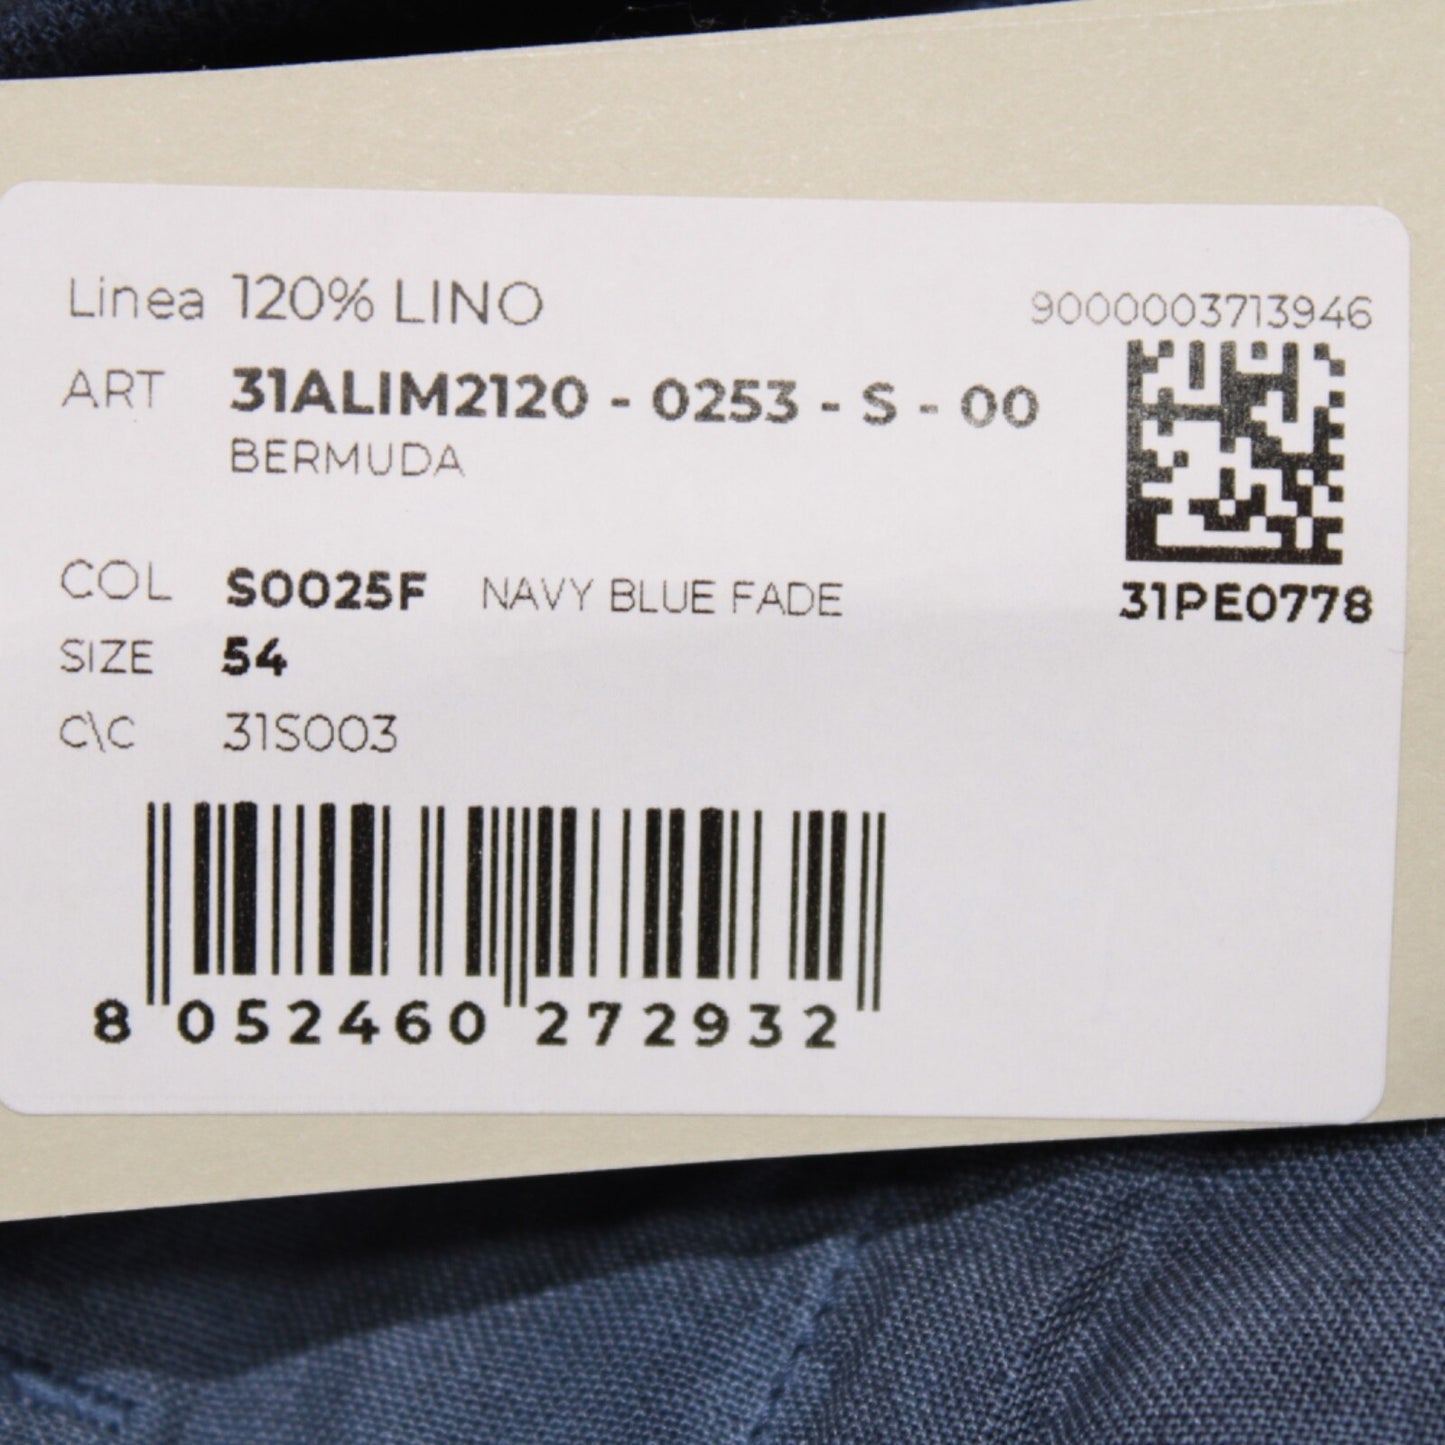 Linea 120% LINO
9000003713946
ART 31ALIM2120 - 0253 - S - 00
BERMUDA
COL S0025F NAVY BLUE FADE
31PE0778
SIZE 54
C\C 31S003
8 052460 272932